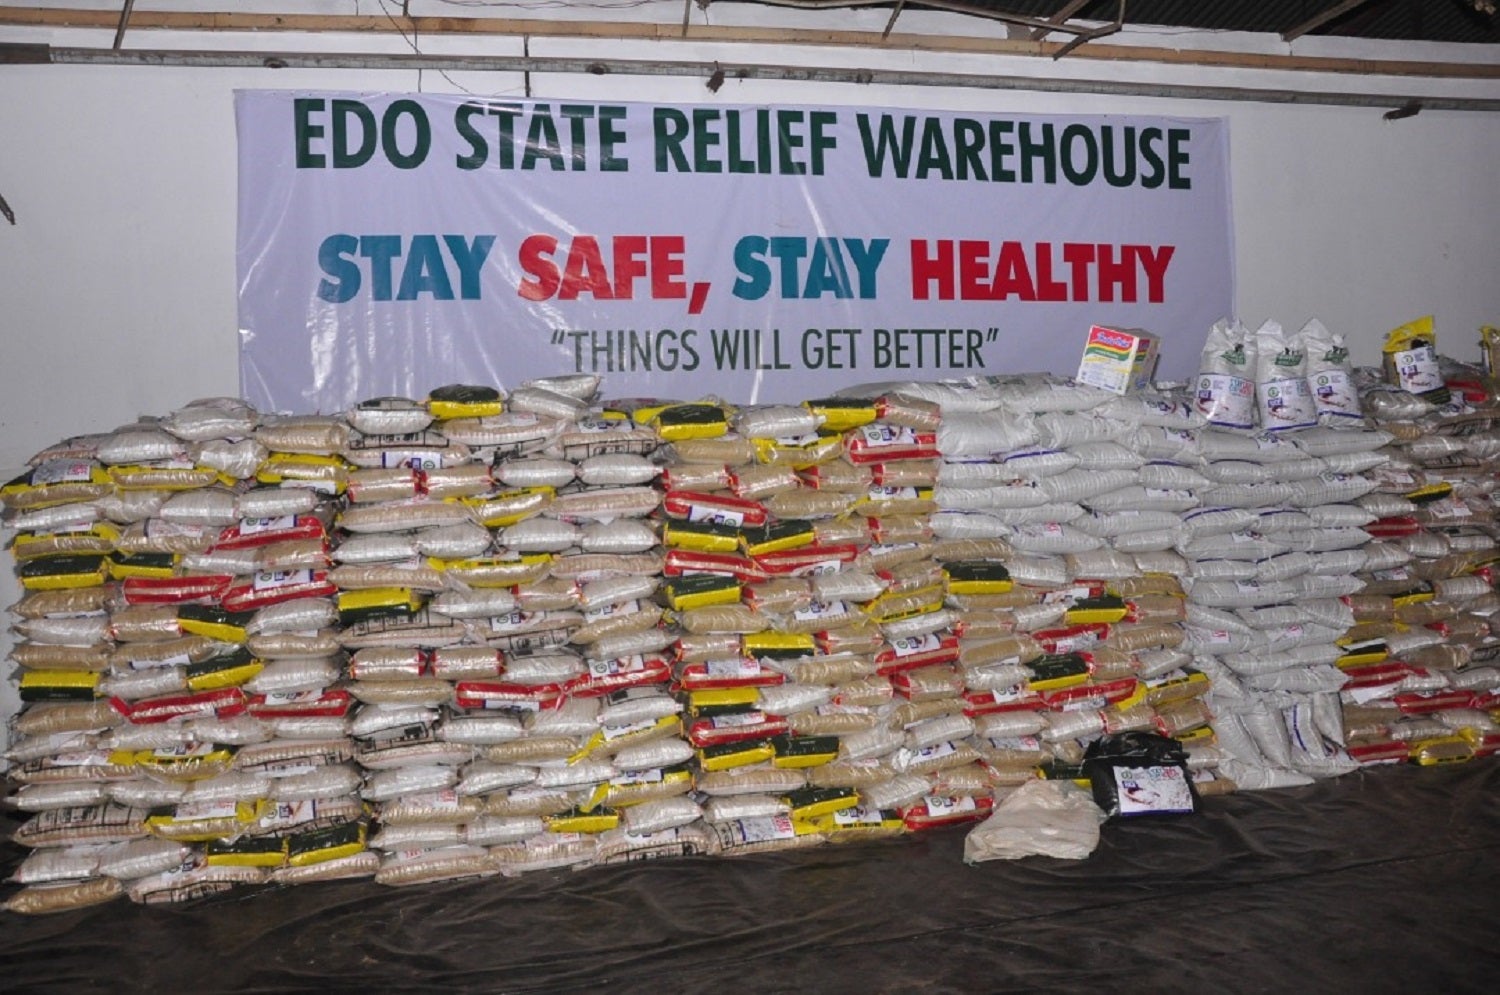 EDO STATE RELIEF WAREHOUSE
STAY SAFE, STAY HEALTHY
“THINGS WILL GET BETTER”